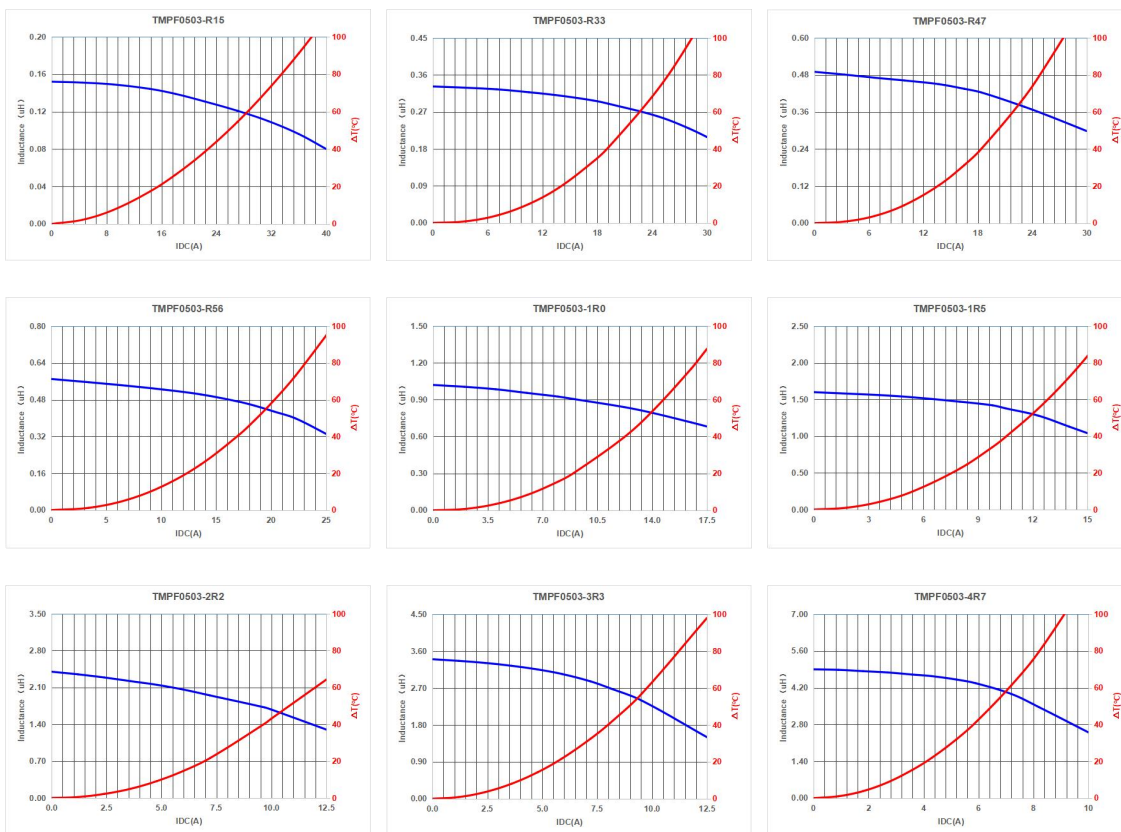 TMPF0503-R15
0.20
0.16
0.12
0.08
0.04
0.00
Inductance (uH)
100
80
60
40
20
0
ΔT(℃)
0 8 16 24 32 40
IDC(A)
TMPF0503-R33
0.45
0.36
0.27
0.18
0.09
0.00
Inductance (uH)
100
80
60
40
20
0
ΔT(℃)
0 6 12 18 24 30
IDC(A)
TMPF0503-R47
0.60
0.48
0.36
0.24
0.12
0.00
Inductance (uH)
100
80
60
40
20
0
ΔT(℃)
0 6 12 18 24 30
IDC(A)
TMPF0503-R56
0.80
0.64
0.48
0.32
0.16
0.00
Inductance (uH)
100
80
60
40
20
0
ΔT(℃)
0 5 10 15 20 25
IDC(A)
TMPF0503-1R0
1.50
1.20
0.90
0.60
0.30
0.00
Inductance (uH)
100
80
60
40
20
0
ΔT(℃)
0.0 3.5 7.0 10.5 14.0 17.5
IDC(A)
TMPF0503-1R5
2.50
2.00
1.50
1.00
0.50
0.00
Inductance (uH)
100
80
60
40
20
0
ΔT(℃)
0 3 6 9 12 15
IDC(A)
TMPF0503-2R2
3.50
2.80
2.10
1.40
0.70
0.00
Inductance (uH)
100
80
60
40
20
0
ΔT(℃)
0.0 2.5 5.0 7.5 10.0 12.5
IDC(A)
TMPF0503-3R3
4.50
3.60
2.70
1.80
0.90
0.00
Inductance (uH)
100
80
60
40
20
0
ΔT(℃)
0.0 2.5 5.0 7.5 10.0 12.5
IDC(A)
TMPF0503-4R7
7.00
5.60
4.20
2.80
1.40
0.00
Inductance (uH)
100
80
60
40
20
0
ΔT(℃)
0 2 4 6 8 10
IDC(A)